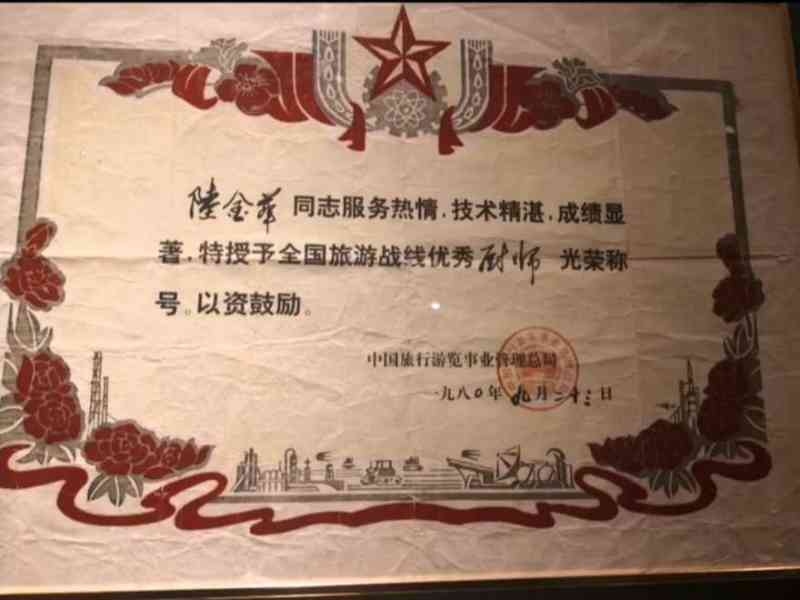 陸金華 同志服务热情.技术精湛.成绩显
著.特授予全国旅游战线优秀厨师 光荣称
号。以资鼓励。
中国旅行游览事业管理总局
一九八〇年九月二十三日